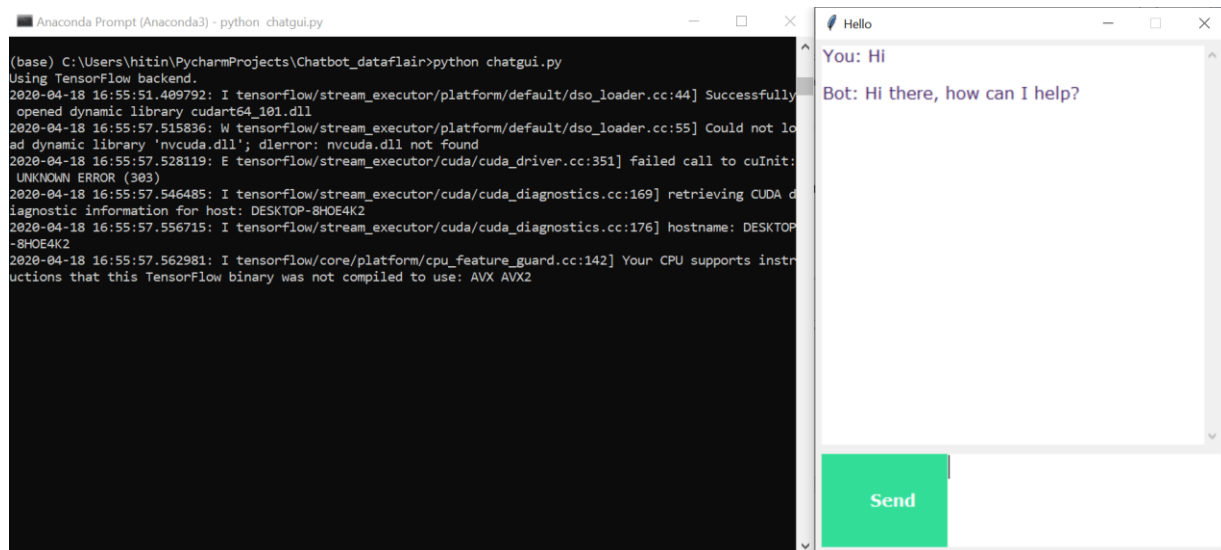 Anaconda Prompt (Anaconda3) - python  chatgui.py
(base) C:\Users\hitin\PycharmProjects\Chatbot_dataflair>python chatgui.py
Using TensorFlow backend.
2020-04-18 16:55:51.409792: I tensorflow/stream_executor/platform/default/dso_loader.cc:44] Successfully
 opened dynamic library cudart64_101.dll
2020-04-18 16:55:57.515836: W tensorflow/stream_executor/platform/default/dso_loader.cc:55] Could not lo
ad dynamic library 'nvcuda.dll'; dlerror: nvcuda.dll not found
2020-04-18 16:55:57.528119: E tensorflow/stream_executor/cuda/cuda_driver.cc:351] failed call to cuInit:
 UNKNOWN ERROR (303)
2020-04-18 16:55:57.546485: I tensorflow/stream_executor/cuda/cuda_diagnostics.cc:169] retrieving CUDA d
iagnostic information for host: DESKTOP-8HOE4K2
2020-04-18 16:55:57.556715: I tensorflow/stream_executor/cuda/cuda_diagnostics.cc:176] hostname: DESKTOP
-8HOE4K2
2020-04-18 16:55:57.562981: I tensorflow/core/platform/cpu_feature_guard.cc:142] Your CPU supports instr
uctions that this TensorFlow binary was not compiled to use: AVX AVX2
Hello
You: Hi
Bot: Hi there, how can I help?
Send